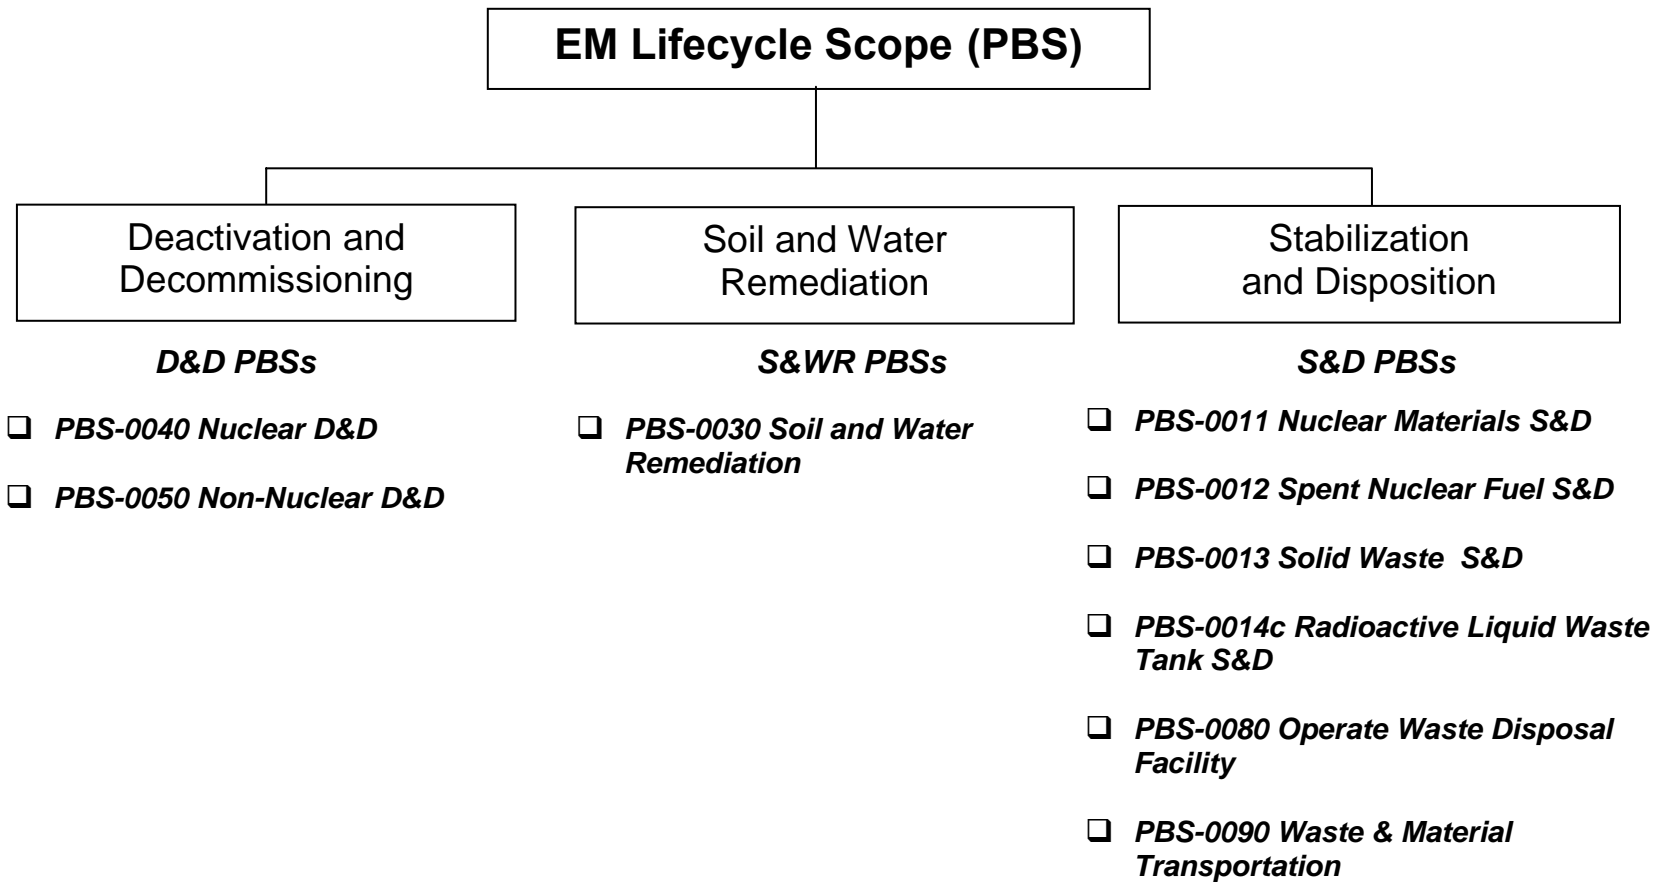 EM Lifecycle Scope (PBS)
Deactivation and
Decommissioning
Soil and Water
Remediation
Stabilization
and Disposition
D&D PBSs
PBS-0040 Nuclear D&D
PBS-0050 Non-Nuclear D&D
S&WR PBSs
PBS-0030 Soil and Water
Remediation
S&D PBSs
PBS-0011 Nuclear Materials S&D
PBS-0012 Spent Nuclear Fuel S&D
PBS-0013 Solid Waste  S&D
PBS-0014c Radioactive Liquid Waste
Tank S&D
PBS-0080 Operate Waste Disposal
Facility
PBS-0090 Waste & Material
Transportation